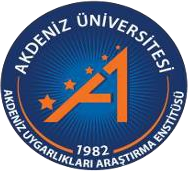 AKDENİZ ÜNİVERSİTESİ
1982
AKDENİZ UYGARLIKLARI ARAŞTIRMA ENSTİTÜSÜ